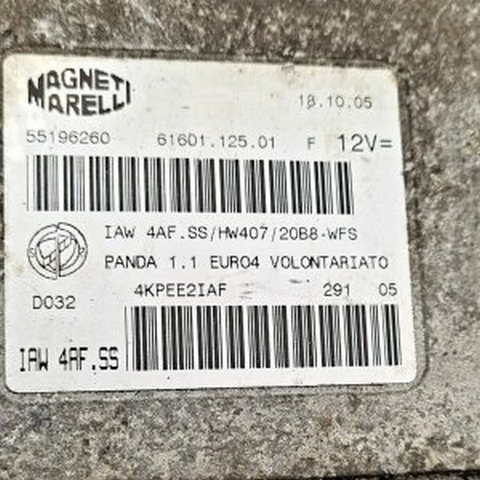 MAGNETI
MARELLI
18.10.05
55196260 61601.125.01 F 12V=
IAW 4AF.SS/HW407/20B8-WFS
PANDA 1.1 EURO4 VOLONTARIATO
D032 4KPEE2IAF 291 05
IAW 4AF.SS